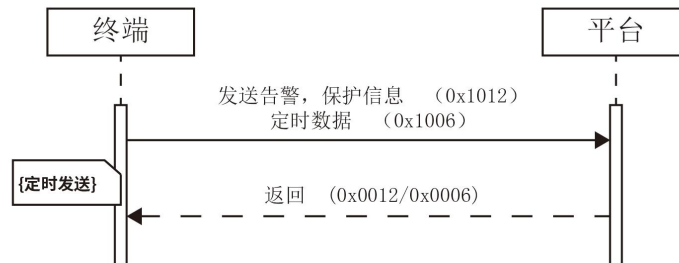 终端
平台
发送告警，保护信息 （0x1012）
定时数据 （0x1006）
{定时发送}
返回 (0x0012/0x0006)